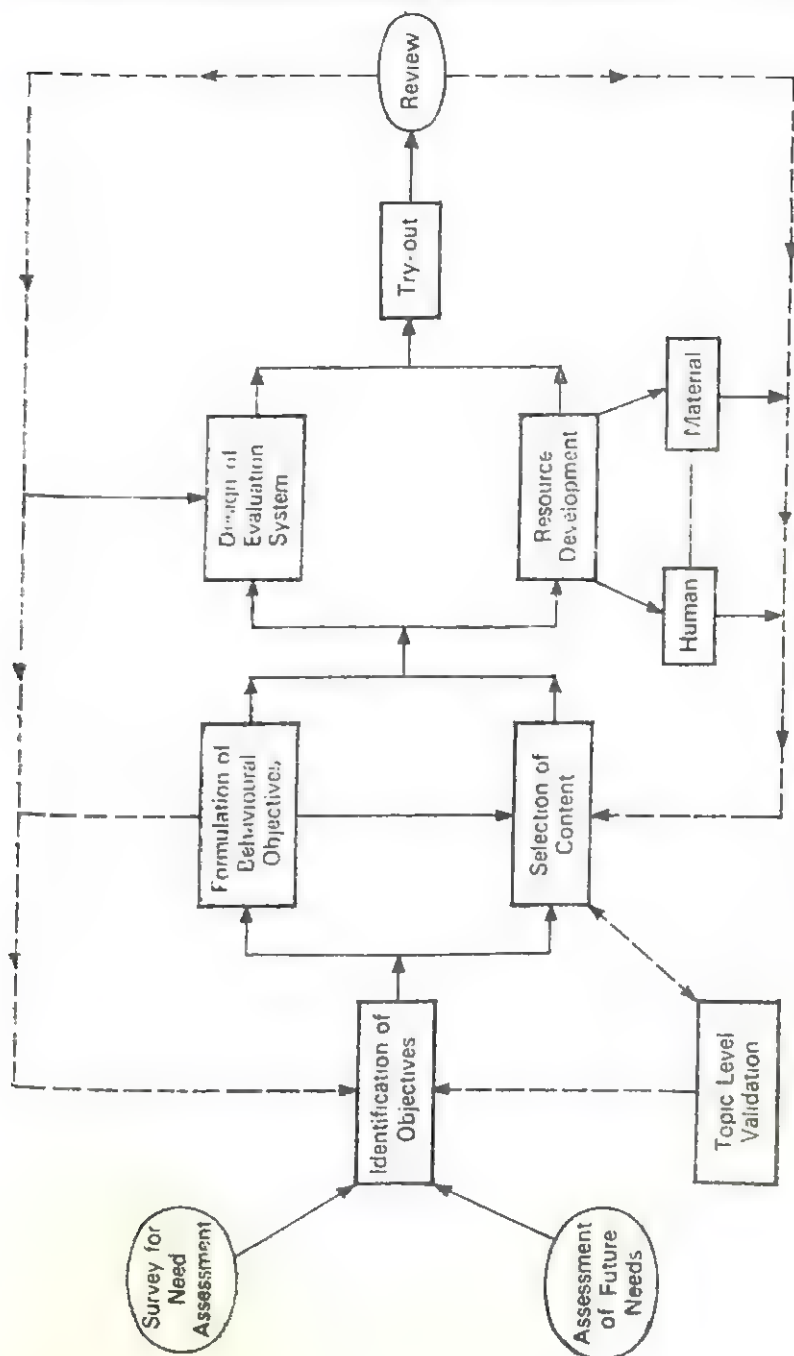 Survey for
Need
Assessment
Assessment
of Future
Needs
Identification of
Objectives
Topic Level
Validation
Formulation of
Behavioural
Objectives
Selection of
Content
Design of
Evaluation
System
Resource
Development
Human
Material
Try-out
Review